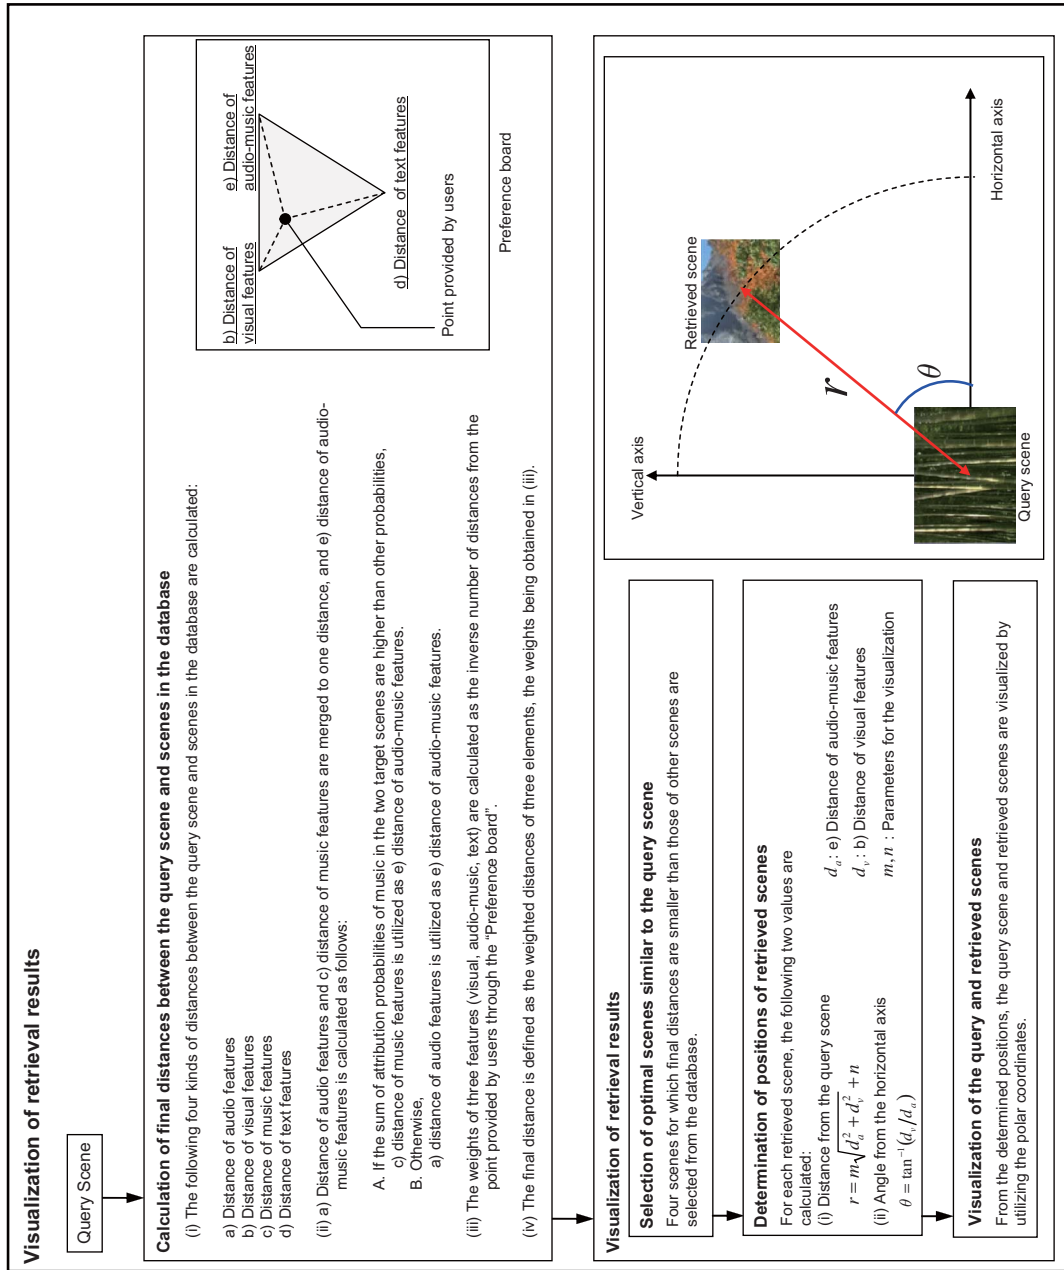 Visualization of retrieval results
Query Scene
Calculation of final distances between the query scene and scenes in the database
(i) The following four kinds of distances between the query scene and scenes in the database are calculated:
a) Distance of audio features
b) Distance of visual features
c) Distance of music features
d) Distance of text features
(ii) a) Distance of audio features and c) distance of music features are merged to one distance, and e) distance of audio-
music features is calculated as follows:
A. If the sum of attribution probabilities of music in the two target scenes are higher than other probabilities,
c) distance of music features is utilized as e) distance of audio-music features.
B. Otherwise,
a) distance of audio features is utilized as e) distance of audio-music features.
(iii) The weights of three features (visual, audio-music, text) are calculated as the inverse number of distances from the
point provided by users through the “Preference board”.
(iv) The final distance is defined as the weighted distances of three elements, the weights being obtained in (iii).
b) Distance of
visual features
e) Distance of
audio-music features
d) Distance of text features
Point provided by users
Preference board
Visualization of retrieval results
Selection of optimal scenes similar to the query scene
Four scenes for which final distances are smaller than those of other scenes are
selected from the database.
Determination of positions of retrieved scenes
For each retrieved scene, the following two values are
calculated:
(i) Distance from the query scene
r = m√(d_a² + d_v²) + n
(ii) Angle from the horizontal axis
θ = tan⁻¹(d_v/d_a)
d_a : e) Distance of audio-music features
d_v : b) Distance of visual features
m, n : Parameters for the visualization
Visualization of the query and retrieved scenes
From the determined positions, the query scene and retrieved scenes are visualized by
utilizing the polar coordinates.
Vertical axis
Retrieved scene
r
θ
Query scene
Horizontal axis